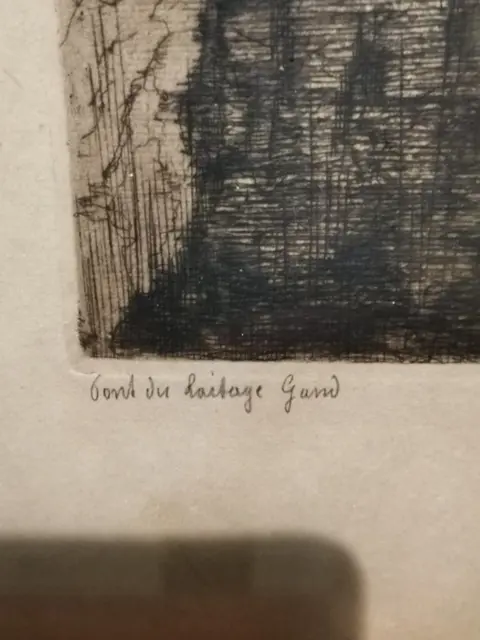 Pont du Laitage Gand